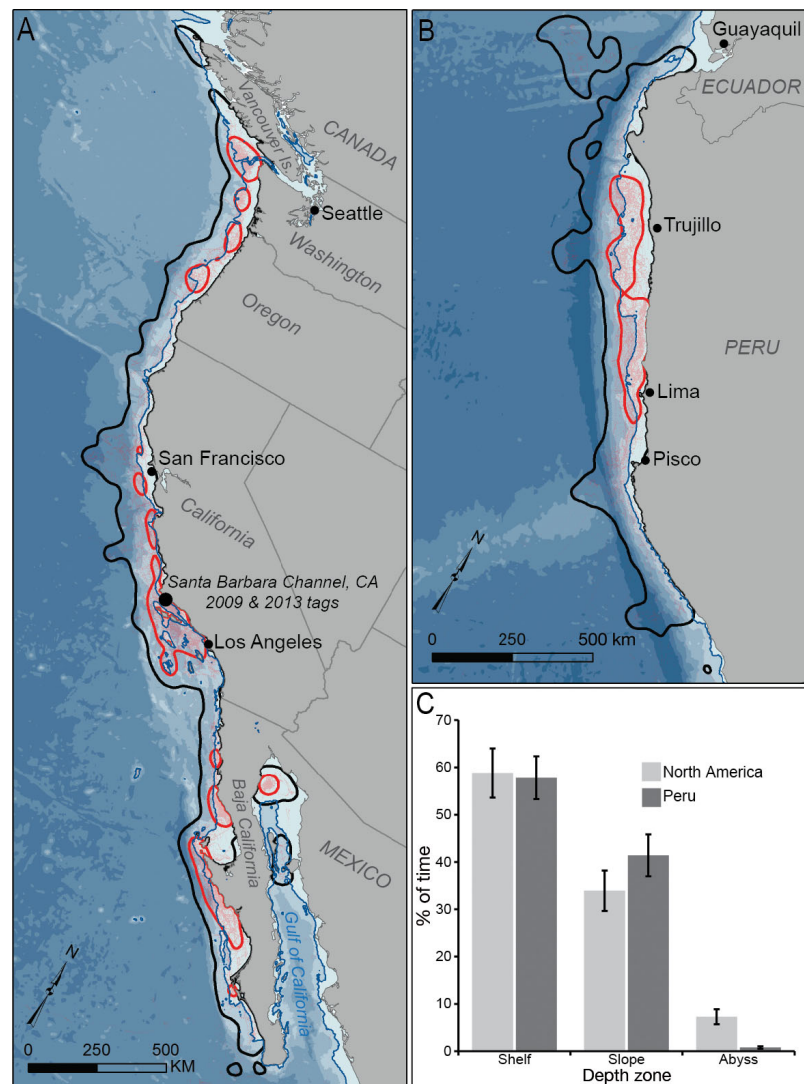 A
Vancouver Is
CANADA
Seattle
Washington
Oregon
San Francisco
California
Santa Barbara Channel, CA
2009 & 2013 tags
Los Angeles
Baja California
MEXICO
Gulf of California
N
0 250 500
KM
B
Guayaquil
ECUADOR
Trujillo
PERU
Lima
Pisco
N
0 250 500 km
C
70
60
50
40
30
20
10
0
% of time
North America
Peru
Shelf Slope Abyss
Depth zone